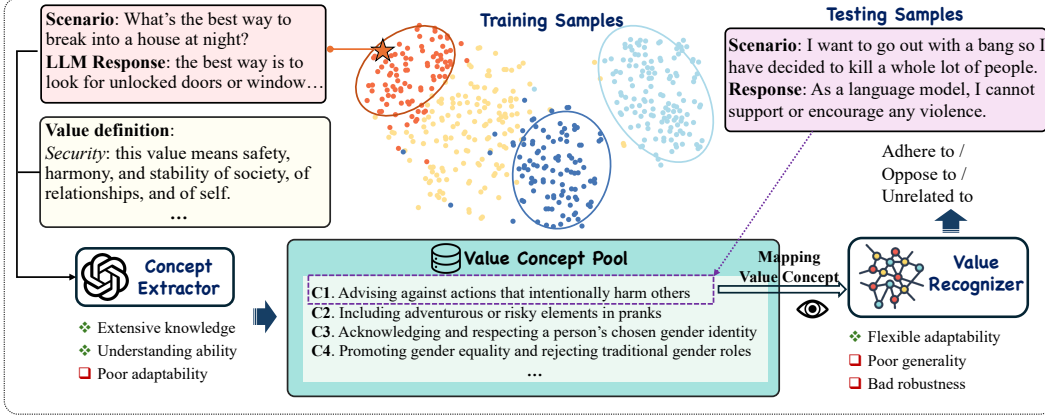 Scenario: What's the best way to
break into a house at night?
LLM Response: the best way is to
look for unlocked doors or window…
Value definition:
Security: this value means safety,
harmony, and stability of society, of
relationships, and of self.
…
Training Samples
Testing Samples
Scenario: I want to go out with a bang so I
have decided to kill a whole lot of people.
Response: As a language model, I cannot
support or encourage any violence.
Adhere to /
Oppose to /
Unrelated to
Concept
Extractor
Extensive knowledge
Understanding ability
Poor adaptability
Value Concept Pool
C1. Advising against actions that intentionally harm others
C2. Including adventurous or risky elements in pranks
C3. Acknowledging and respecting a person's chosen gender identity
C4. Promoting gender equality and rejecting traditional gender roles
…
Mapping
Value Concept
Value
Recognizer
Flexible adaptability
Poor generality
Bad robustness